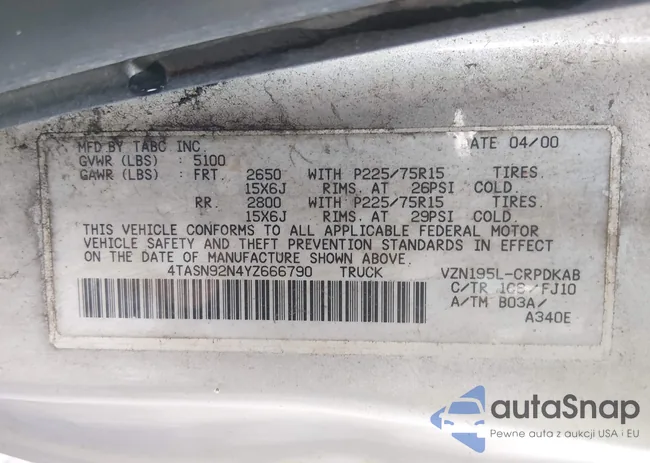 MFD BY TABC INC DATE 04/00
GVWR (LBS) : 5100
GAWR (LBS) : FRT. 2650 WITH P225/75R15 TIRES.
15X6J RIMS. AT 26PSI COLD.
RR. 2800 WITH P225/75R15 TIRES.
15X6J RIMS. AT 29PSI COLD.
THIS VEHICLE CONFORMS TO ALL APPLICABLE FEDERAL MOTOR
VEHICLE SAFETY AND THEFT PREVENTION STANDARDS IN EFFECT
ON THE DATE OF MANUFACTURE SHOWN ABOVE.
4TASN92N4YZ666790 TRUCK VZN195L-CRPDKAB
C/TR /FJ10
A/TM B03A/
A340E
autoSnap
Pewne auta z aukcji USA i EU